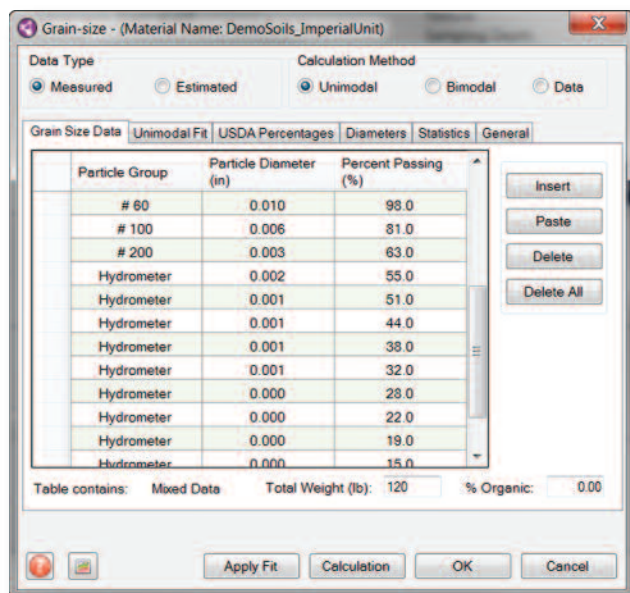 Grain-size - (Material Name: DemoSoils_ImperialUnit)
Data Type Calculation Method
Measured Estimated Unimodal Bimodal Data
Grain Size Data Unimodal Fit USDA Percentages Diameters Statistics General
Particle Group Particle Diameter (in) Percent Passing (%)
# 60 0.010 98.0
# 100 0.006 81.0
# 200 0.003 63.0
Hydrometer 0.002 55.0
Hydrometer 0.001 51.0
Hydrometer 0.001 44.0
Hydrometer 0.001 38.0
Hydrometer 0.001 32.0
Hydrometer 0.000 28.0
Hydrometer 0.000 22.0
Hydrometer 0.000 19.0
Hydrometer 0.000 15.0
Insert
Paste
Delete
Delete All
Table contains: Mixed Data Total Weight (lb): 120 % Organic: 0.00
Apply Fit Calculation OK Cancel